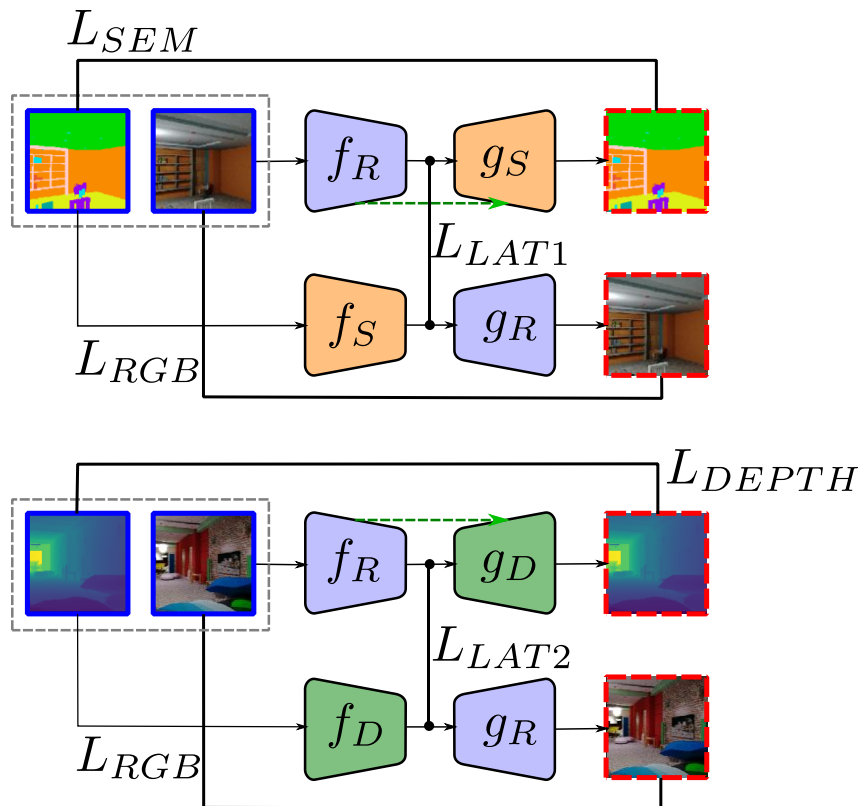 L_{SEM}
f_R
g_S
L_{LAT1}
f_S
g_R
L_{RGB}
L_{DEPTH}
f_R
g_D
L_{LAT2}
f_D
g_R
L_{RGB}